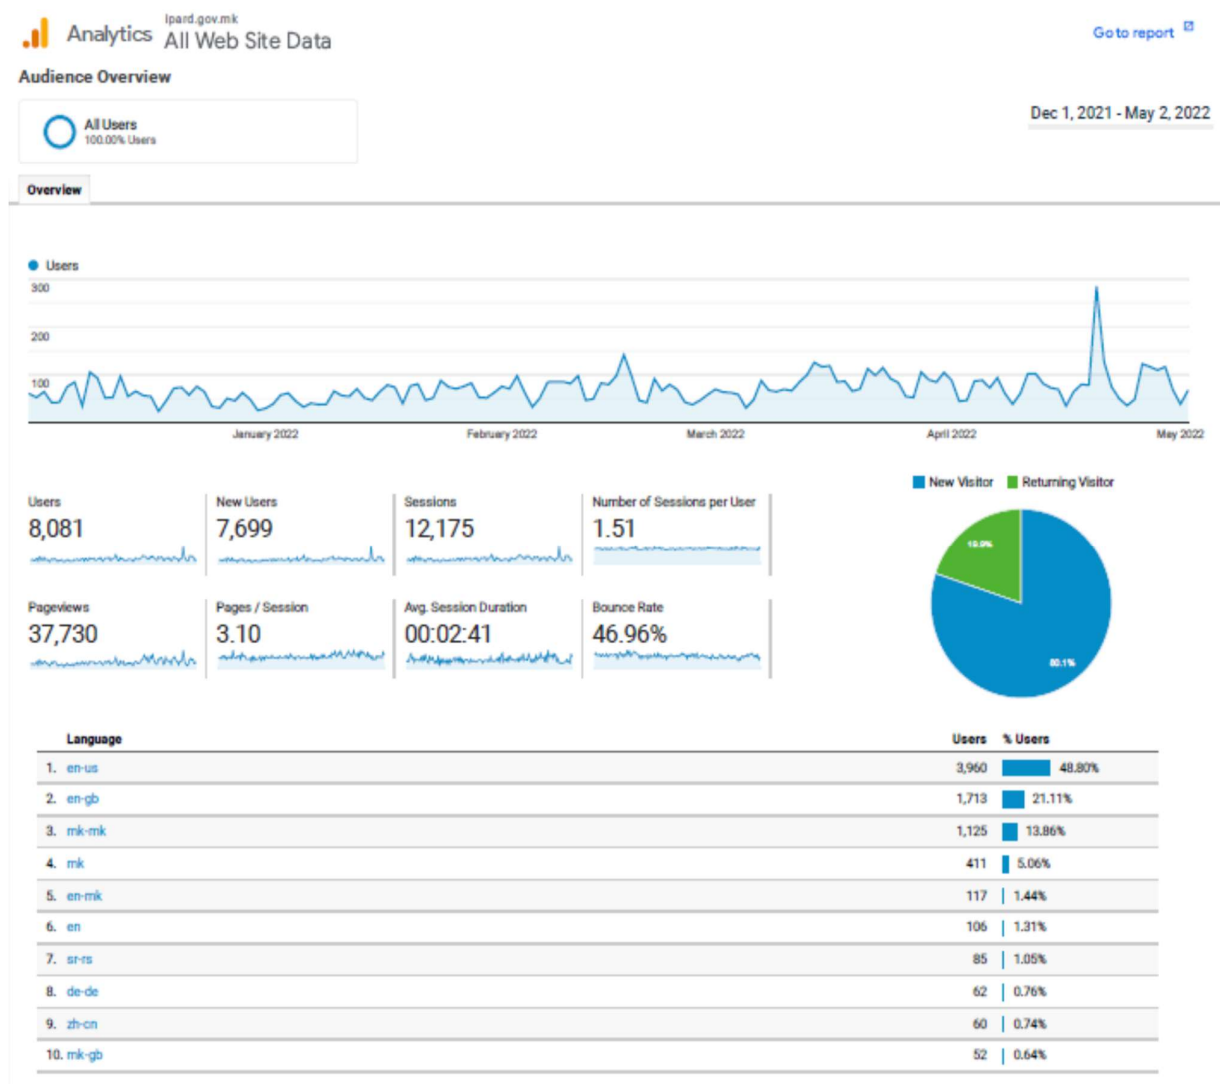 ipard.gov.mk
Analytics All Web Site Data
Go to report
Audience Overview
All Users
100.00% Users
Dec 1, 2021 - May 2, 2022
Overview
Users
300
200
100
January 2022 February 2022 March 2022 April 2022 May 2022
New Visitor Returning Visitor
19.9%
80.1%
Users New Users Sessions Number of Sessions per User
8,081 7,699 12,175 1.51
Pageviews Pages / Session Avg. Session Duration Bounce Rate
37,730 3.10 00:02:41 46.96%
Language Users % Users
1. en-us 3,960 48.80%
2. en-gb 1,713 21.11%
3. mk-mk 1,125 13.86%
4. mk 411 5.06%
5. en-mk 117 1.44%
6. en 106 1.31%
7. sr-rs 85 1.05%
8. de-de 62 0.76%
9. zh-cn 60 0.74%
10. mk-gb 52 0.64%